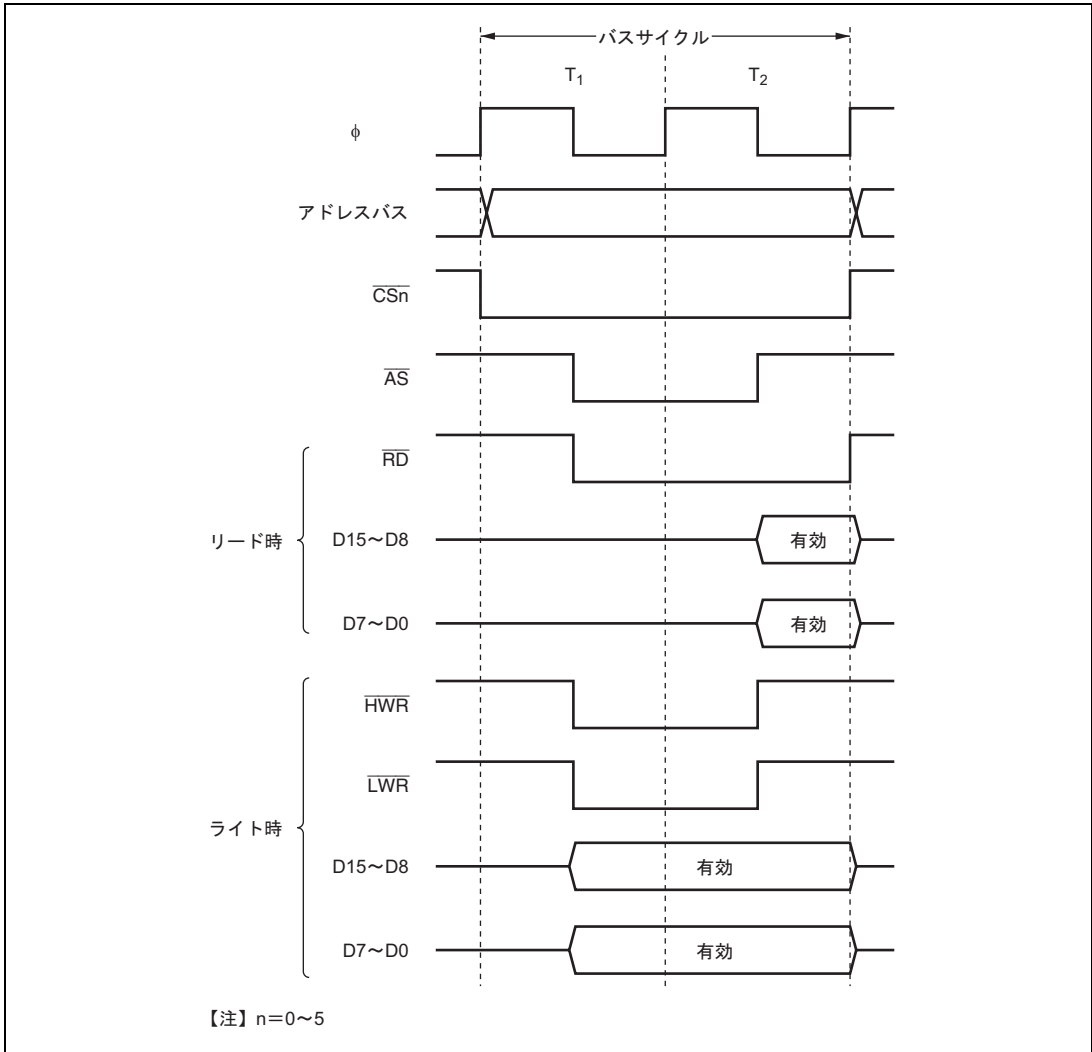 バスサイクル
T1 T2
φ
アドレスバス
CSn
AS
RD
リード時 D15～D8 有効
D7～D0 有効
HWR
LWR
ライト時
D15～D8 有効
D7～D0 有効
【注】n＝0～5